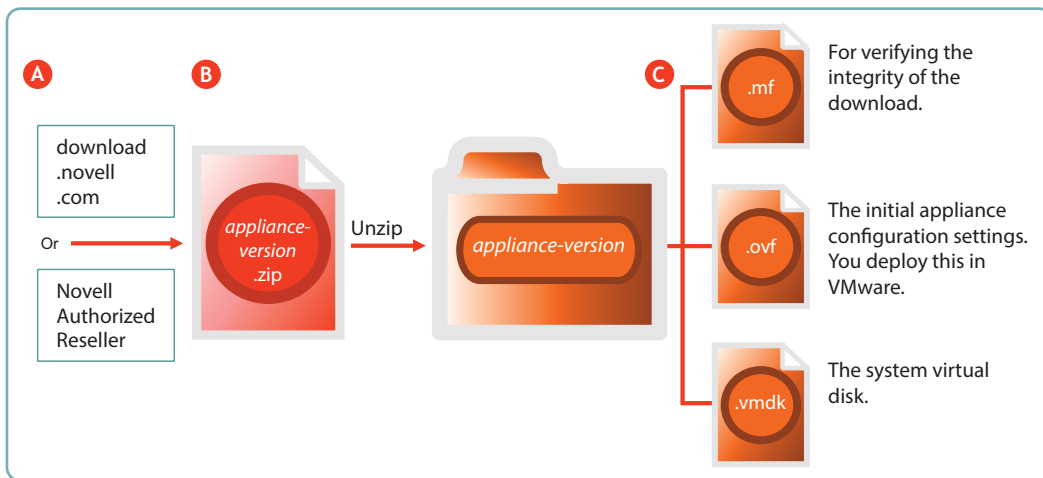 A
download
.novell
.com
Or
Novell
Authorized
Reseller
B
appliance-
version
.zip
Unzip
appliance-version
C
.mf
For verifying the
integrity of the
download.
.ovf
The initial appliance
configuration settings.
You deploy this in
VMware.
.vmdk
The system virtual
disk.